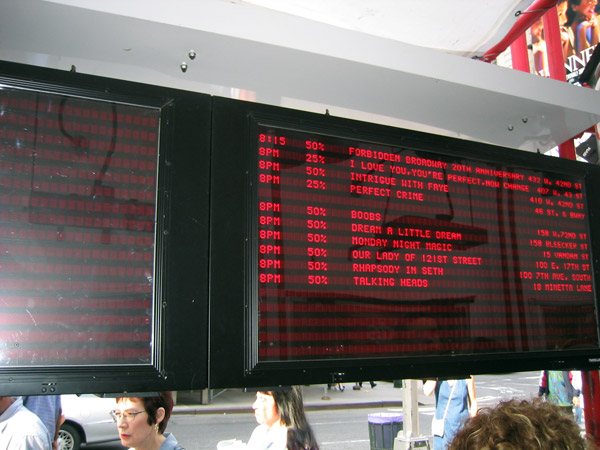 8:15 50% FORBIDDEN BROADWAY 20TH ANNIVERSARY W. 42ND ST
8PM 25% I LOVE YOU,YOU'RE PERFECT,NOW CHANGE 407 W. 43 ST
8PM 50% INTRIGUE WITH FAYE 410 W. 42ND ST
8PM 25% PERFECT CRIME ST. & BWAY
8PM 50% BOOBS 158 W.72ND ST
8PM 50% DREAM A LITTLE DREAM 158 BLEECKER ST
8PM 50% MONDAY NIGHT MAGIC 15 VANDAM ST
8PM 50% OUR LADY OF 121ST STREET 100 E. 17TH ST
8PM 50% RHAPSODY IN SETH 100 7TH AVE. SOUTH
8PM 50% TALKING HEADS 18 MINETTA LANE